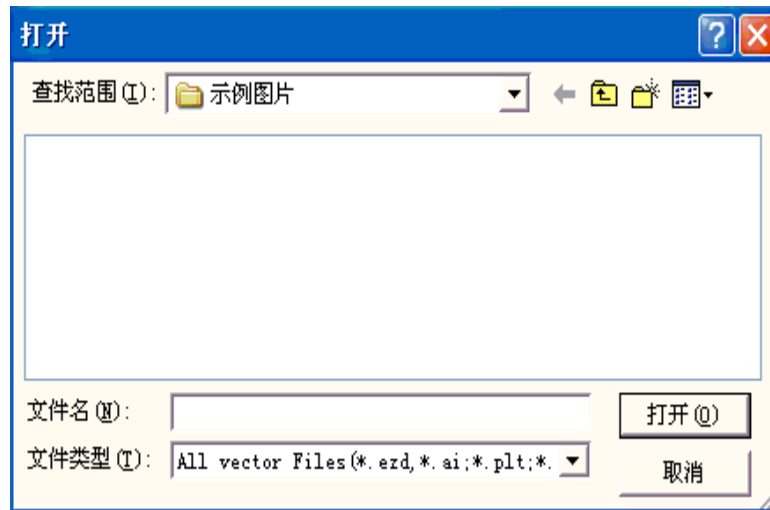 打开
查找范围(I): 示例图片
文件名(N): 打开(O)
文件类型(T): All vector Files(*.ezd,*.ai;*.plt;*. 取消